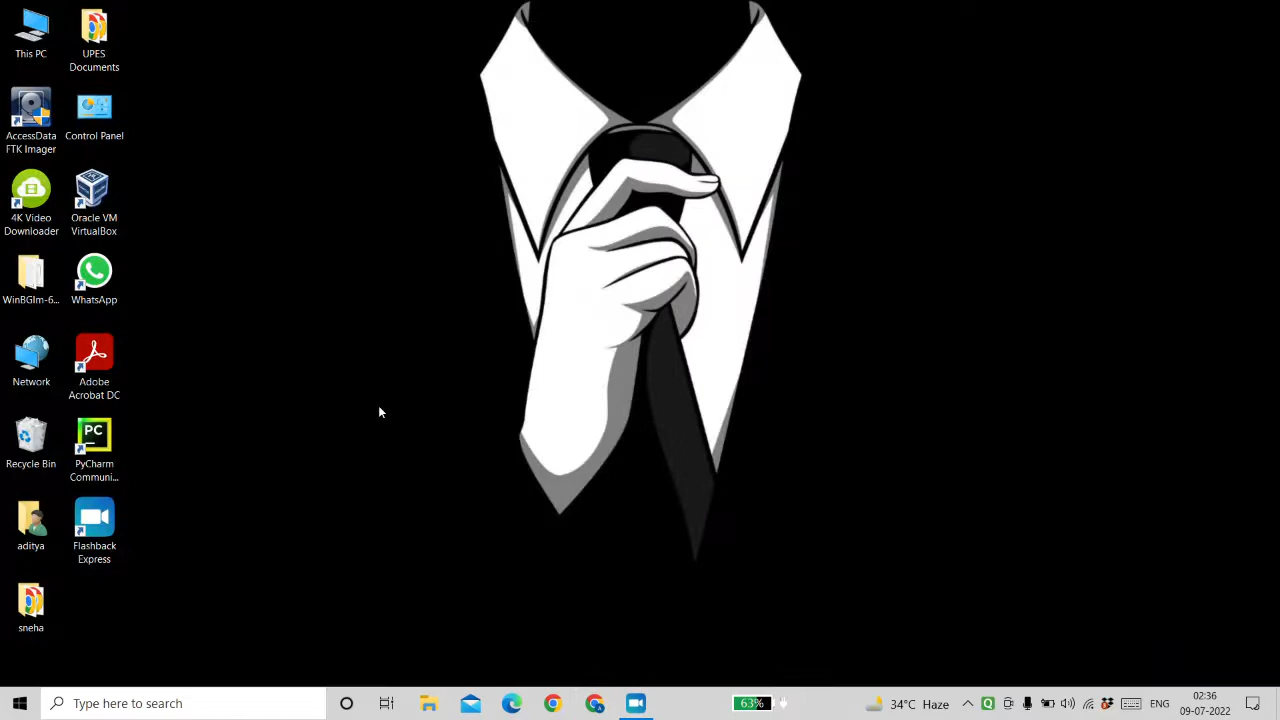 This PC
UPES
Documents
AccessData
FTK Imager
Control Panel
4K Video
Downloader
Oracle VM
VirtualBox
WinBGIm-6...
WhatsApp
Network
Adobe
Acrobat DC
Recycle Bin
PC
PyCharm
Communi...
aditya
Flashback
Express
sneha
Type here to search
63%
34°C Haze
Q
ENG
02:36
09-07-2022